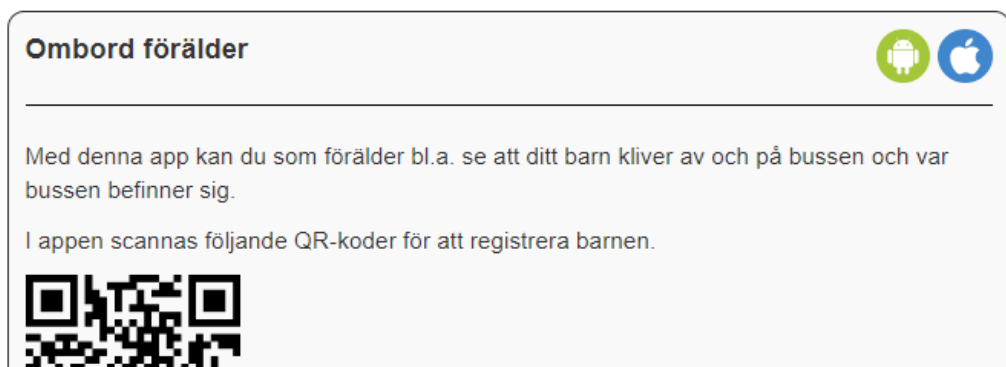 Ombord förälder
Med denna app kan du som förälder bl.a. se att ditt barn kliver av och på bussen och var
bussen befinner sig.
I appen scannas följande QR-koder för att registrera barnen.